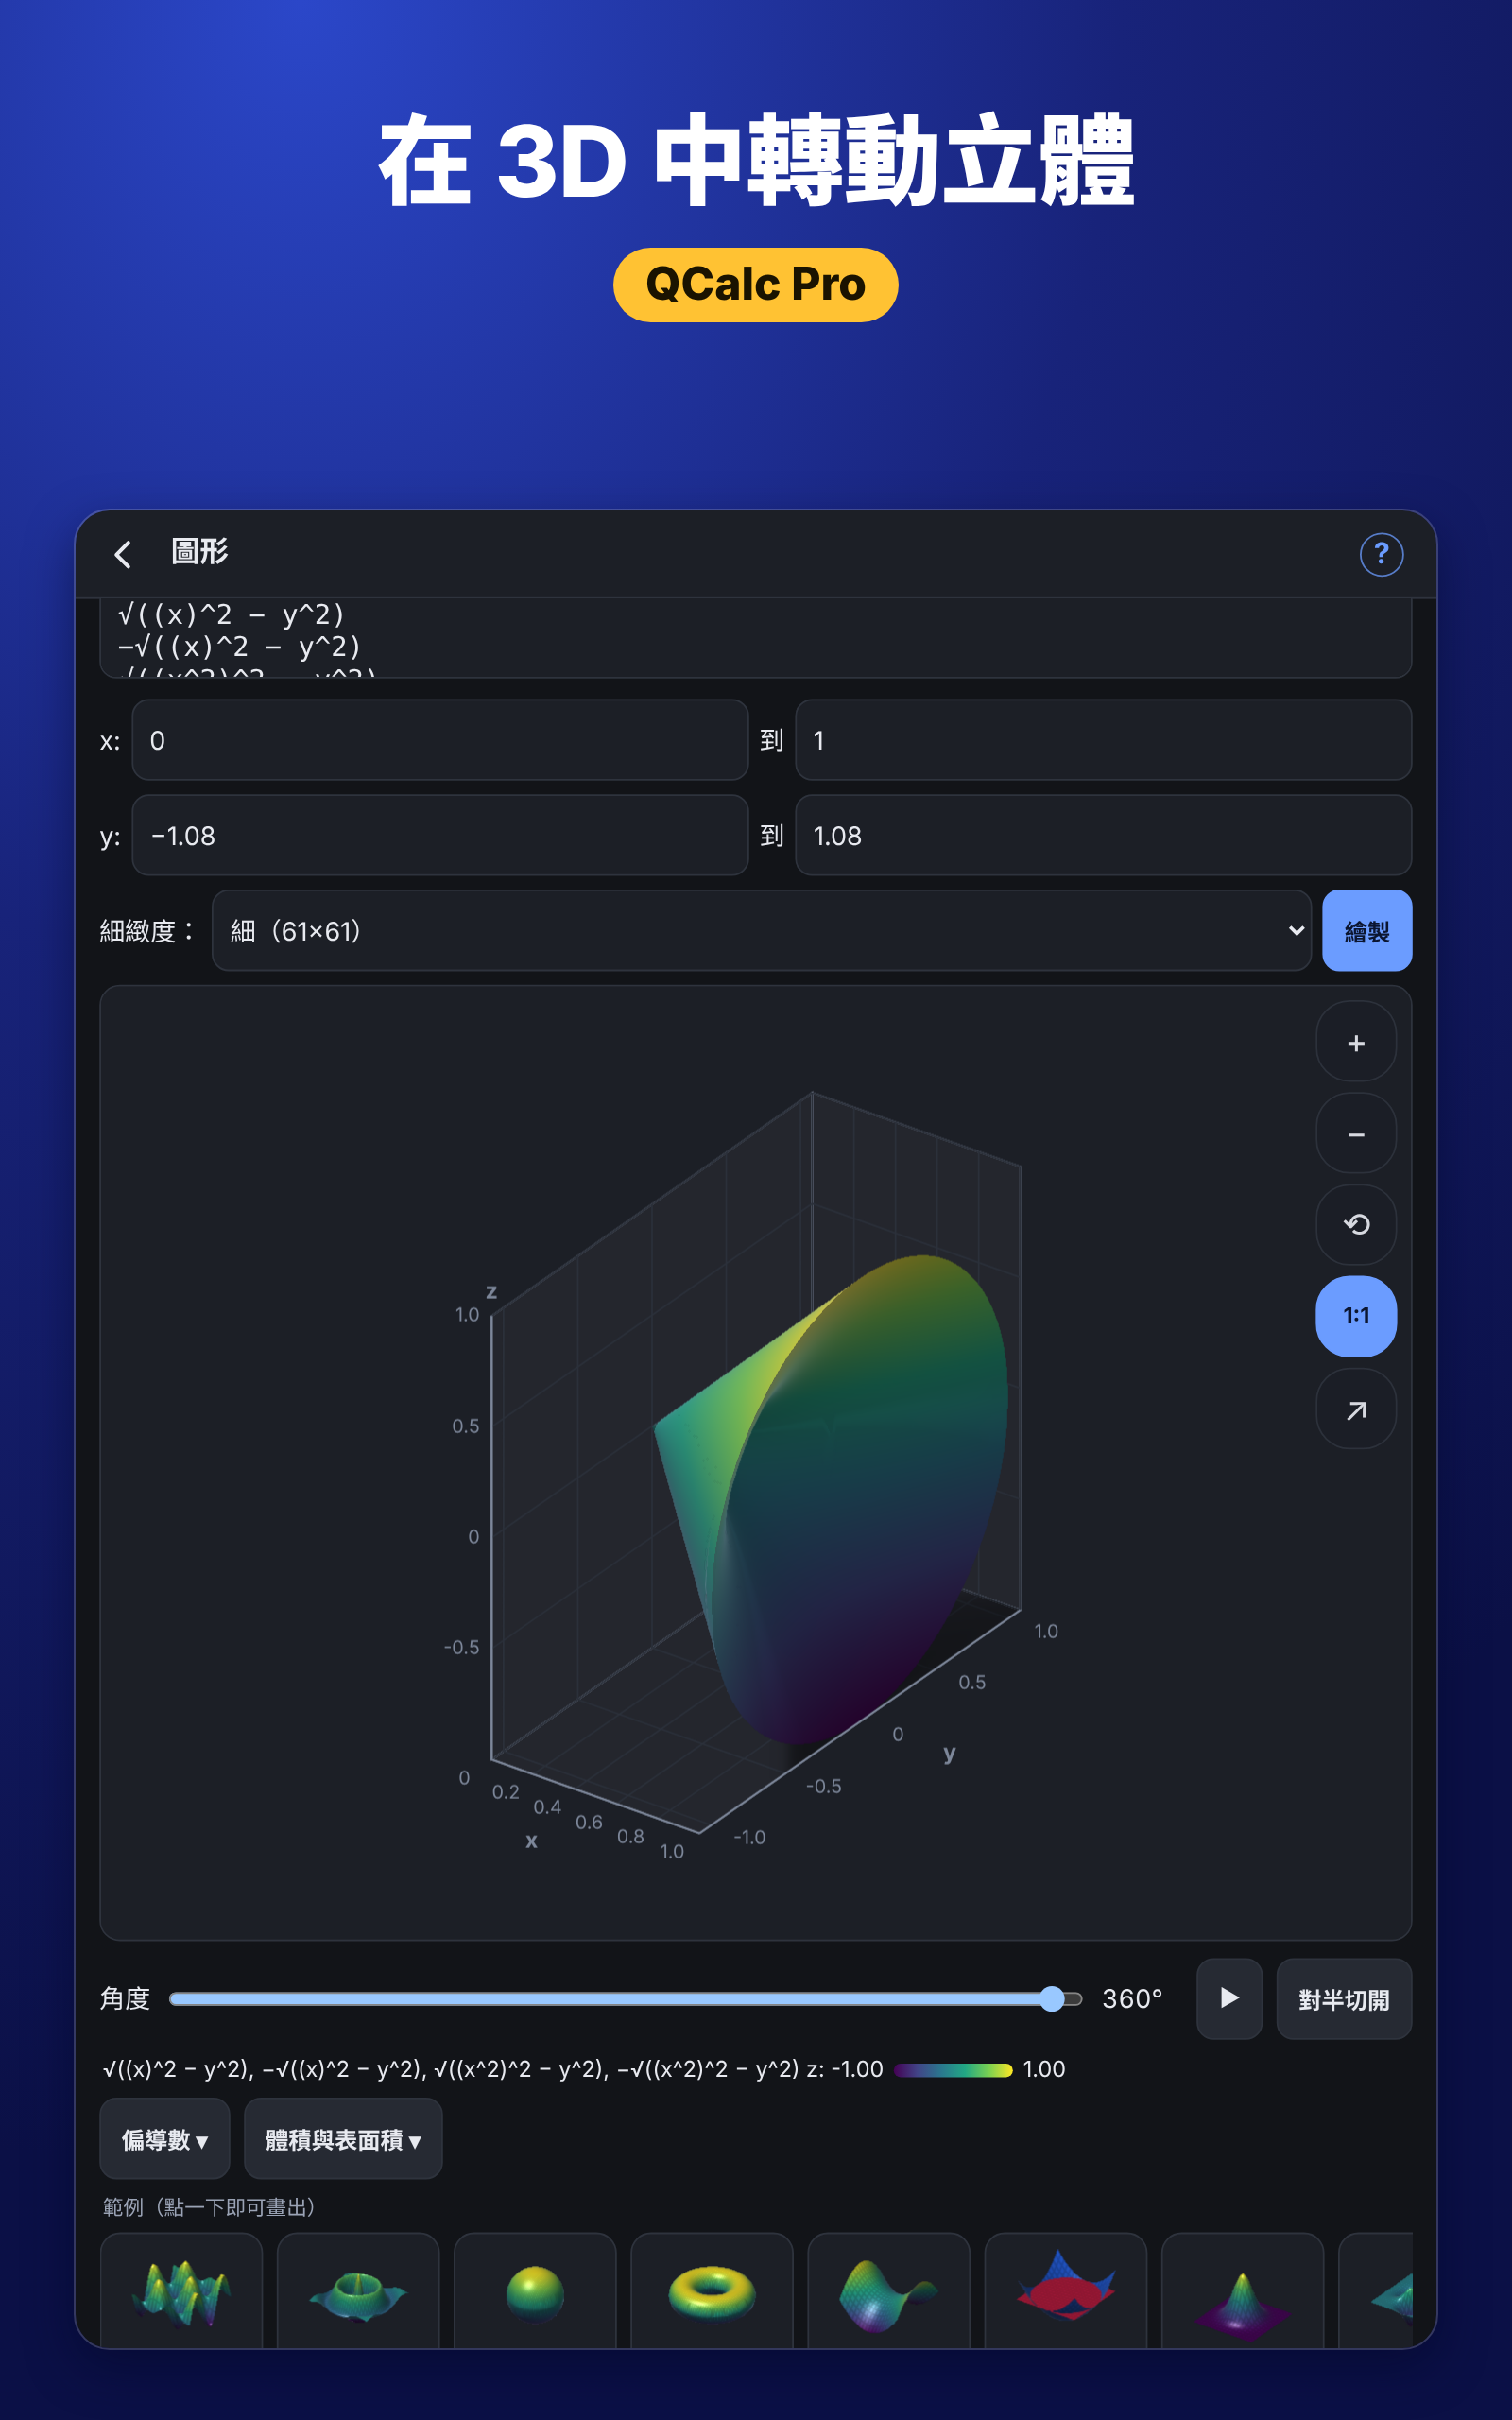 在 3D 中轉動立體
QCalc Pro
圖形
?
√((x)^2 − y^2)
−√((x)^2 − y^2)
√((x^2)^2 − y^2)
x: 0 到 1
y: −1.08 到 1.08
細緻度： 細（61×61） 繪製
+
−
⟲
1:1
↗
z
1.0
0.5
0
-0.5
0 0.2 0.4 0.6 0.8 1.0
x
-1.0 -0.5 0 0.5 1.0
y
角度 360° ▶ 對半切開
√((x)^2 − y^2), −√((x)^2 − y^2), √((x^2)^2 − y^2), −√((x^2)^2 − y^2) z: -1.00 1.00
偏導數 ▾ 體積與表面積 ▾
範例（點一下即可畫出）